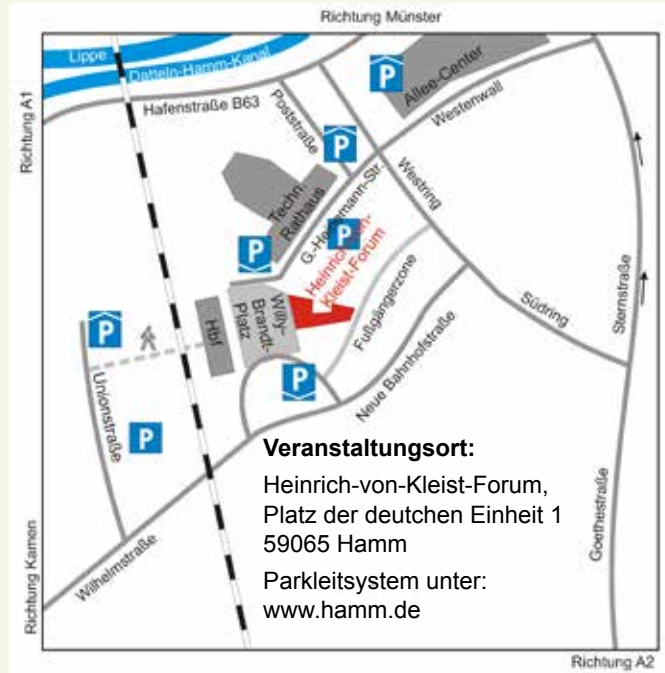 Richtung Münster
Richtung A1
Lippe
Datteln-Hamm-Kanal
Hafenstraße B63
P
Allee-Center
Westenwall
Poststraße
P
Techn.
Rathaus
G.-Heinemann-Str.
P
Westring
P
Heinrich-von-
Kleist-Forum
Fußgängerzone
Südring
Sternstraße
P
Hbf
Willy-
Brandt-
Platz
P
Neue Bahnhofstraße
Unionstraße
P
Wilhelmstraße
Goethestraße
Richtung Kamen
Veranstaltungsort:
Heinrich-von-Kleist-Forum,
Platz der deutchen Einheit 1
59065 Hamm
Parkleitsystem unter:
www.hamm.de
Richtung A2